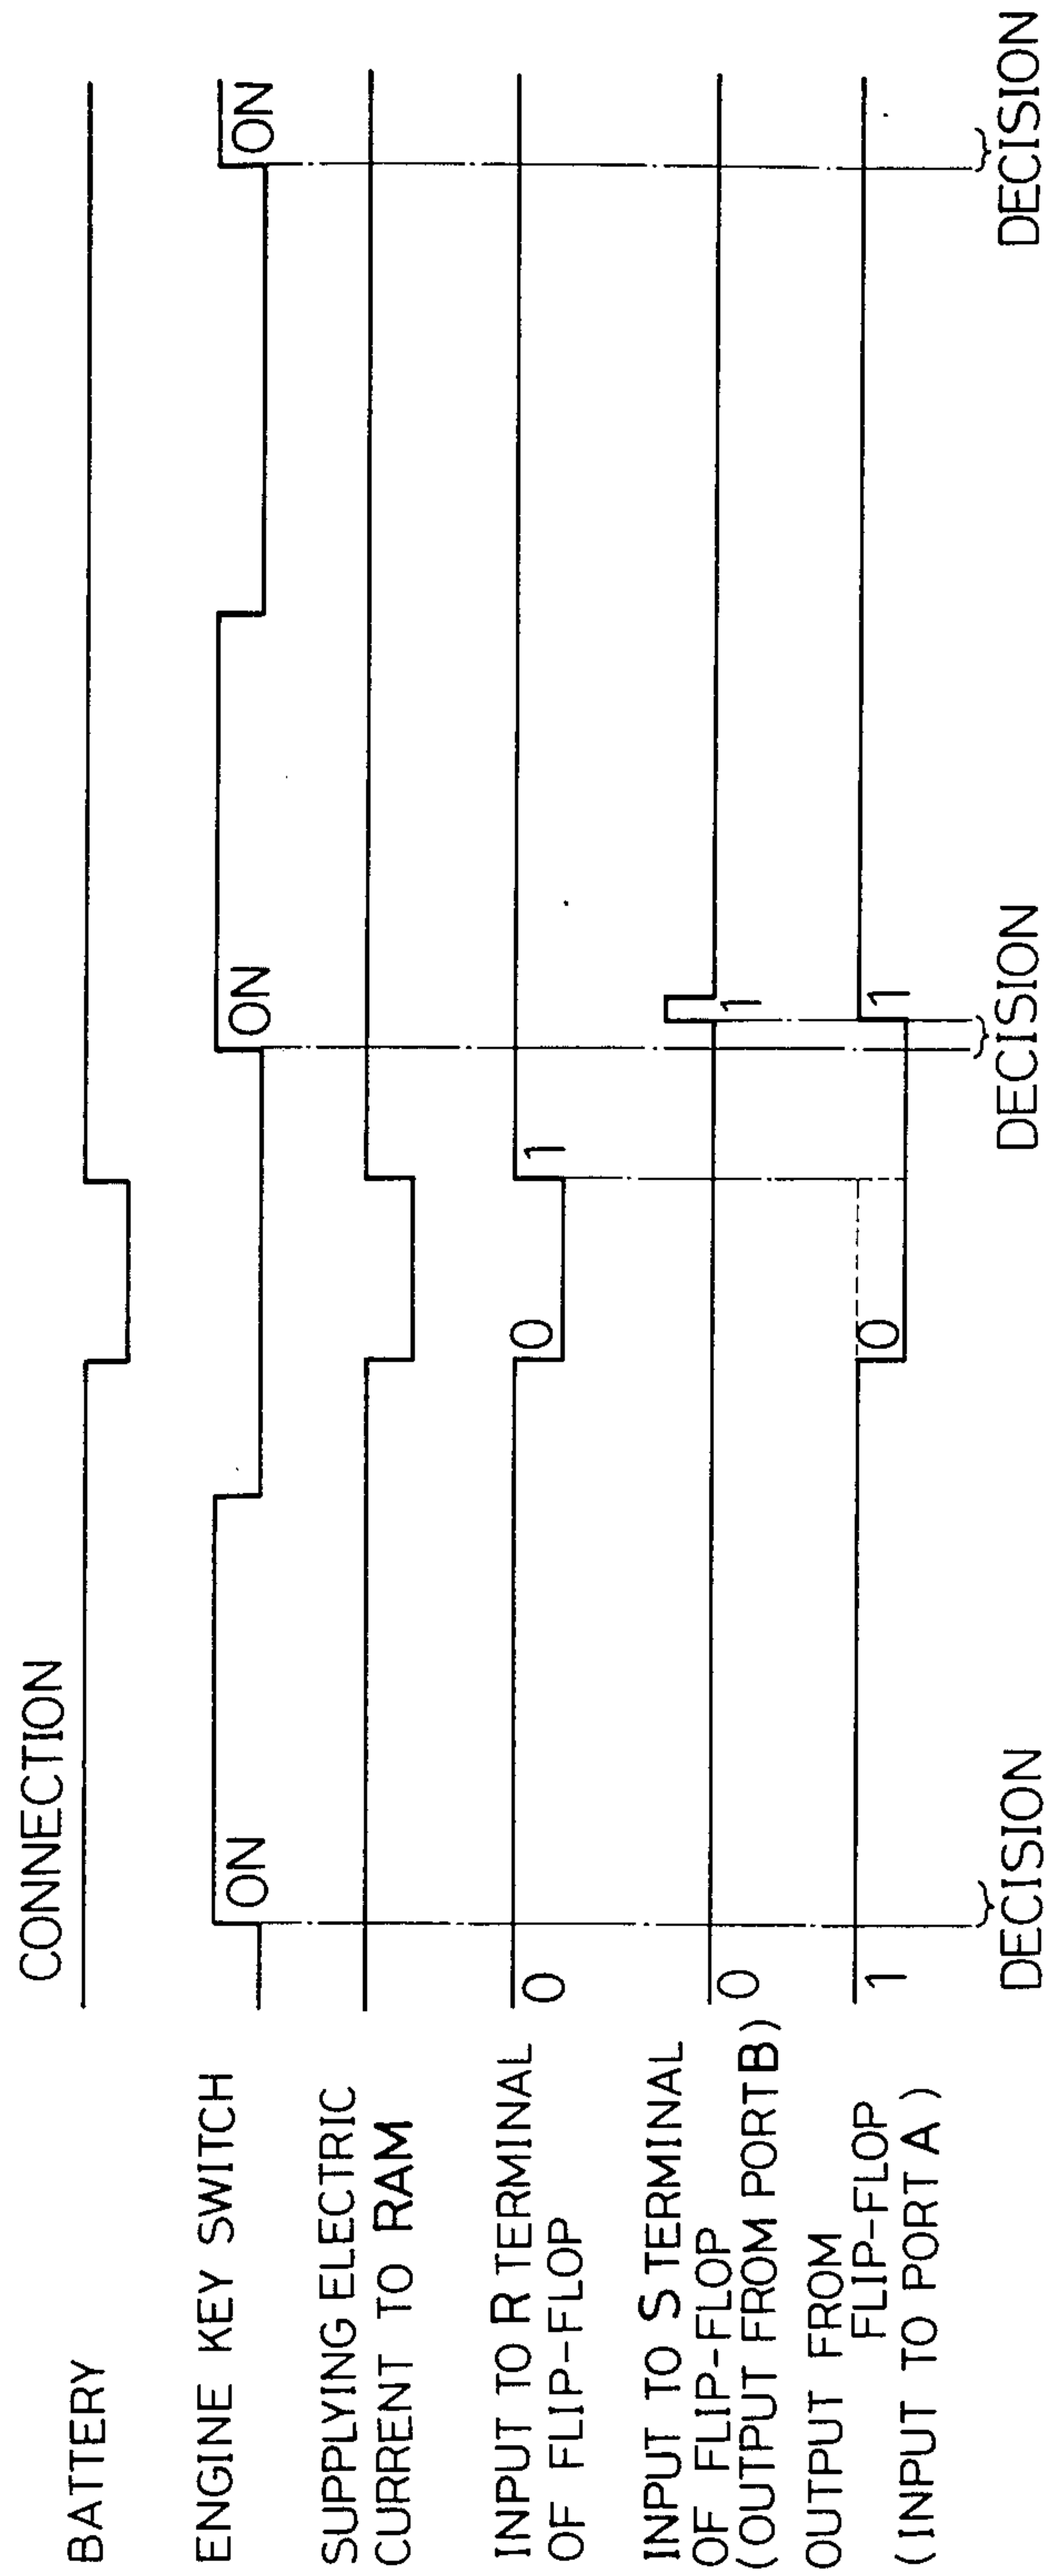 CONNECTION
BATTERY
ENGINE KEY SWITCH
ON
ON
ON
SUPPLYING ELECTRIC
CURRENT TO RAM
INPUT TO R TERMINAL
OF FLIP-FLOP
0
0
1
INPUT TO S TERMINAL
OF FLIP-FLOP
(OUTPUT FROM PORT B)
0
1
OUTPUT FROM
FLIP-FLOP
(INPUT TO PORT A)
1
0
1
DECISION
DECISION
DECISION